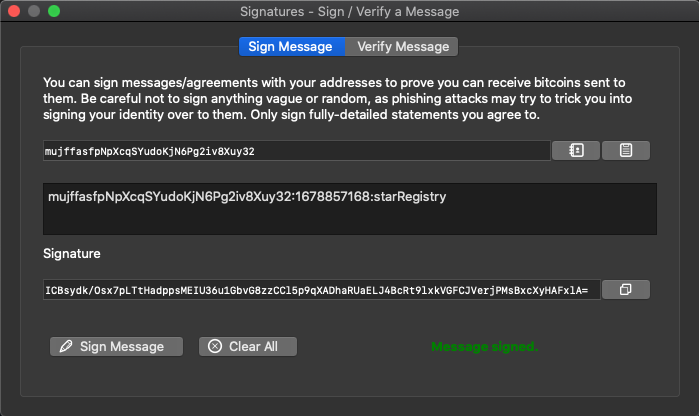 Signatures - Sign / Verify a Message
Sign Message Verify Message
You can sign messages/agreements with your addresses to prove you can receive bitcoins sent to
them. Be careful not to sign anything vague or random, as phishing attacks may try to trick you into
signing your identity over to them. Only sign fully-detailed statements you agree to.
mujffasfpNpXcqSYudoKjN6Pg2iv8Xuy32
mujffasfpNpXcqSYudoKjN6Pg2iv8Xuy32:1678857168:starRegistry
Signature
ICBsydk/Osx7pLTtHadppsMEIU36u1GbvG8zzCCl5p9qXADhaRUaELJ4BcRt9lxkVGFCJVerjPMsBxcXyHAFxlA=
Sign Message Clear All Message signed.